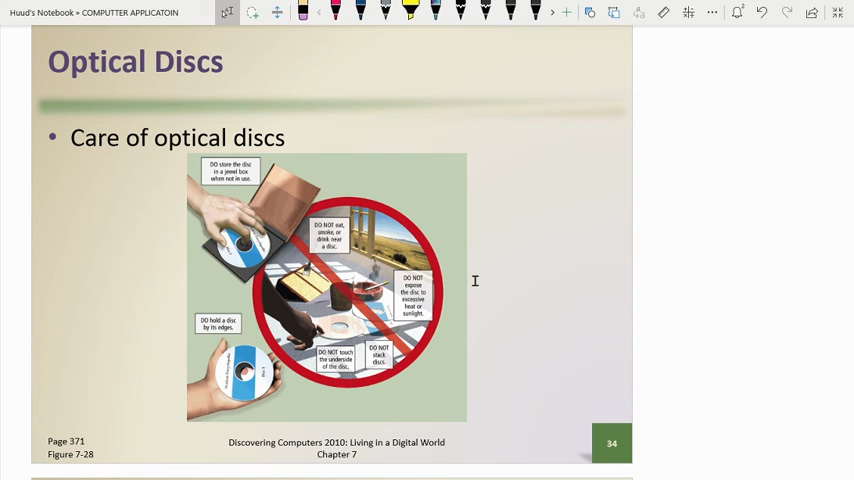 Huud's Notebook » COMPUTTER APPLICATOIN
Optical Discs
• Care of optical discs
DO store the disc
in a jewel box
when not in use.
DO NOT eat,
smoke, or
drink near
a disc.
DO NOT
expose
the disc to
excessive
heat or
sunlight.
DO hold a disc
by its edges.
DO NOT touch
the underside
of the disc.
DO NOT
stack
discs.
Page 371
Figure 7-28
Discovering Computers 2010: Living in a Digital World
Chapter 7
34